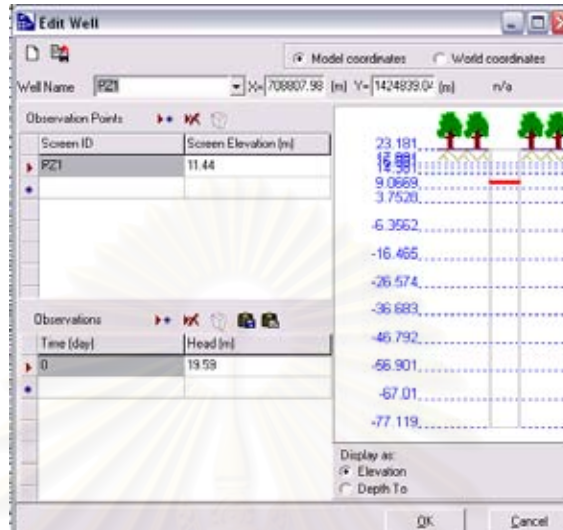 Edit Well
Model coordinates World coordinates
Well Name PZ1 X= 708807.98 (m) Y= 1424839.04 (m) n/a
Observation Points
Screen ID Screen Elevation (m)
PZ1 11.44
23.181
14.381
9.0669
3.7528
-6.3562
-16.465
-26.574
-36.683
-46.792
-56.901
-67.01
-77.119
Observations
Time (day) Head (m)
0 19.59
Display as:
Elevation
Depth To
OK Cancel